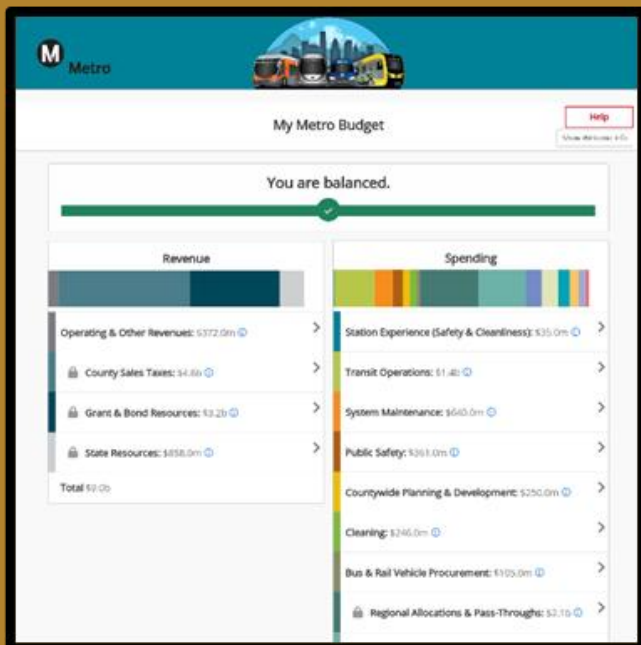 M
Metro
My Metro Budget
Help
You are balanced.
Revenue
Operating & Other Revenues: $372.0m
County Sales Taxes: $4.6b
Grant & Bond Resources: $3.2b
State Resources: $858.0m
Total $9.0b
Spending
Station Experience (Safety & Cleanliness): $35.0m
Transit Operations: $1.4b
System Maintenance: $640.0m
Public Safety: $361.0m
Countywide Planning & Development: $250.0m
Cleaning: $246.0m
Bus & Rail Vehicle Procurement: $105.0m
Regional Allocations & Pass-Throughs: $2.1b